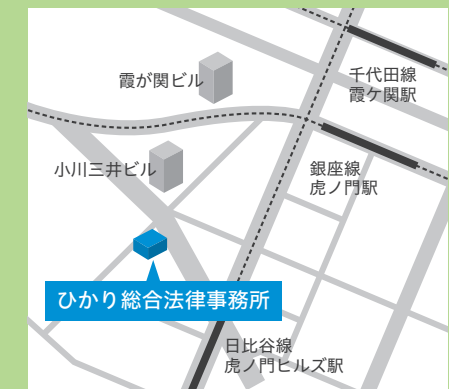 千代田線
霞ケ関駅
霞が関ビル
小川三井ビル
銀座線
虎ノ門駅
ひかり総合法律事務所
日比谷線
虎ノ門ヒルズ駅